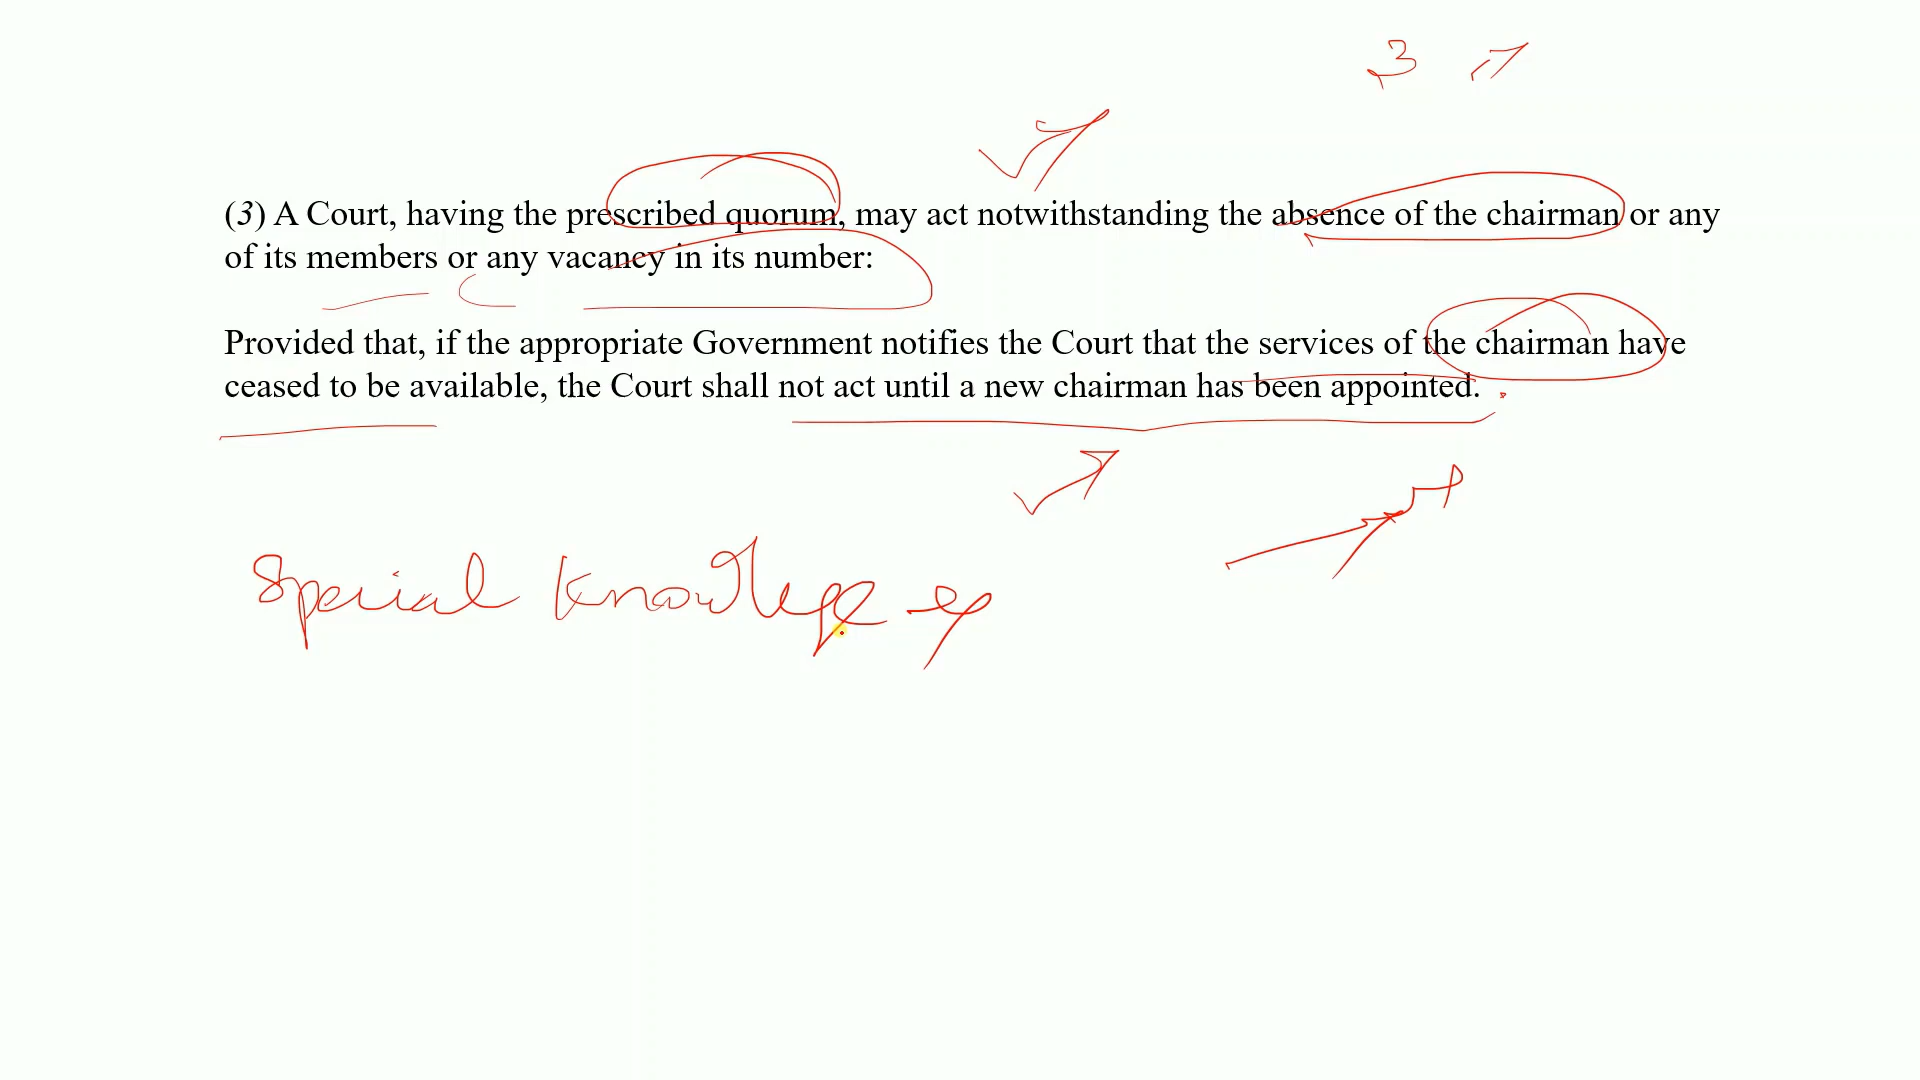 3
(3) A Court, having the prescribed quorum, may act notwithstanding the absence of the chairman or any
of its members or any vacancy in its number:
Provided that, if the appropriate Government notifies the Court that the services of the chairman have
ceased to be available, the Court shall not act until a new chairman has been appointed.
Special Knowledge